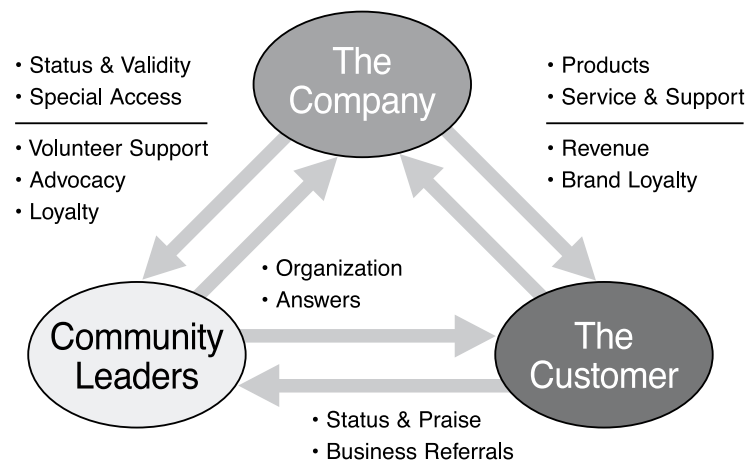 • Status & Validity
• Special Access
• Volunteer Support
• Advocacy
• Loyalty
The
Company
• Products
• Service & Support
• Revenue
• Brand Loyalty
• Organization
• Answers
Community
Leaders
The
Customer
• Status & Praise
• Business Referrals